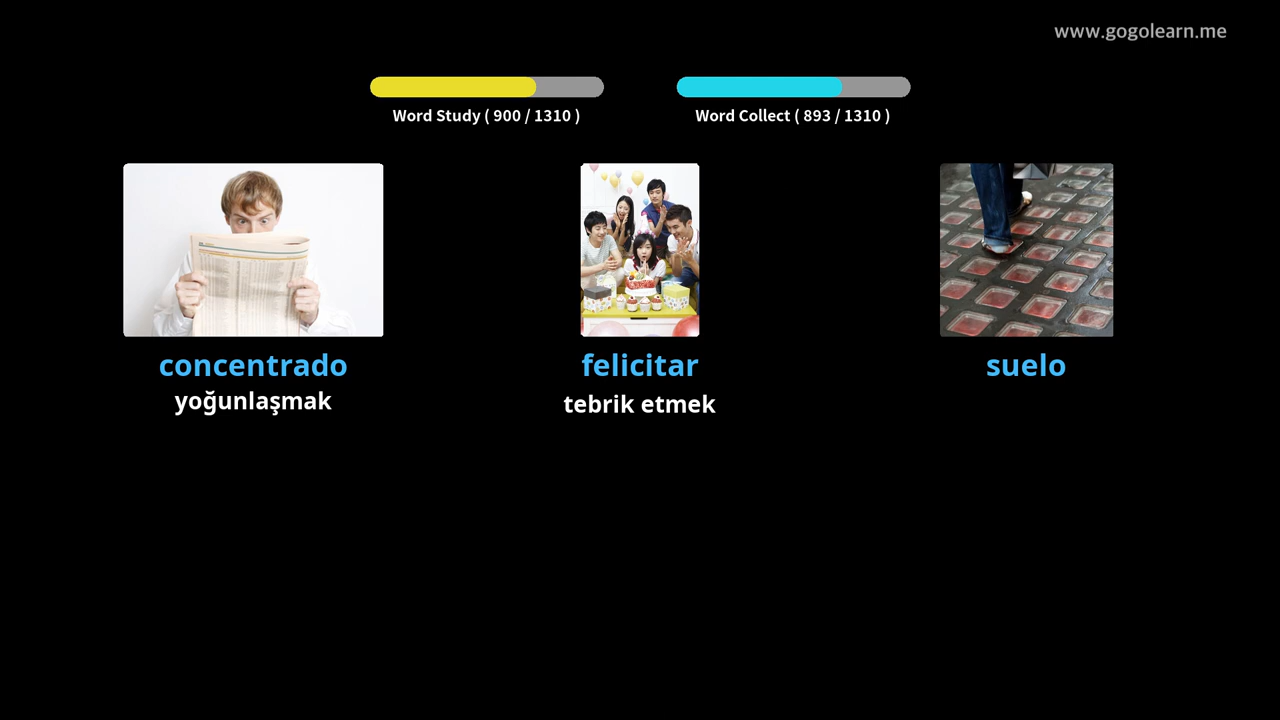 www.gogolearn.me
Word Study ( 900 / 1310 )
Word Collect ( 893 / 1310 )
concentrado
yoğunlaşmak
felicitar
tebrik etmek
suelo